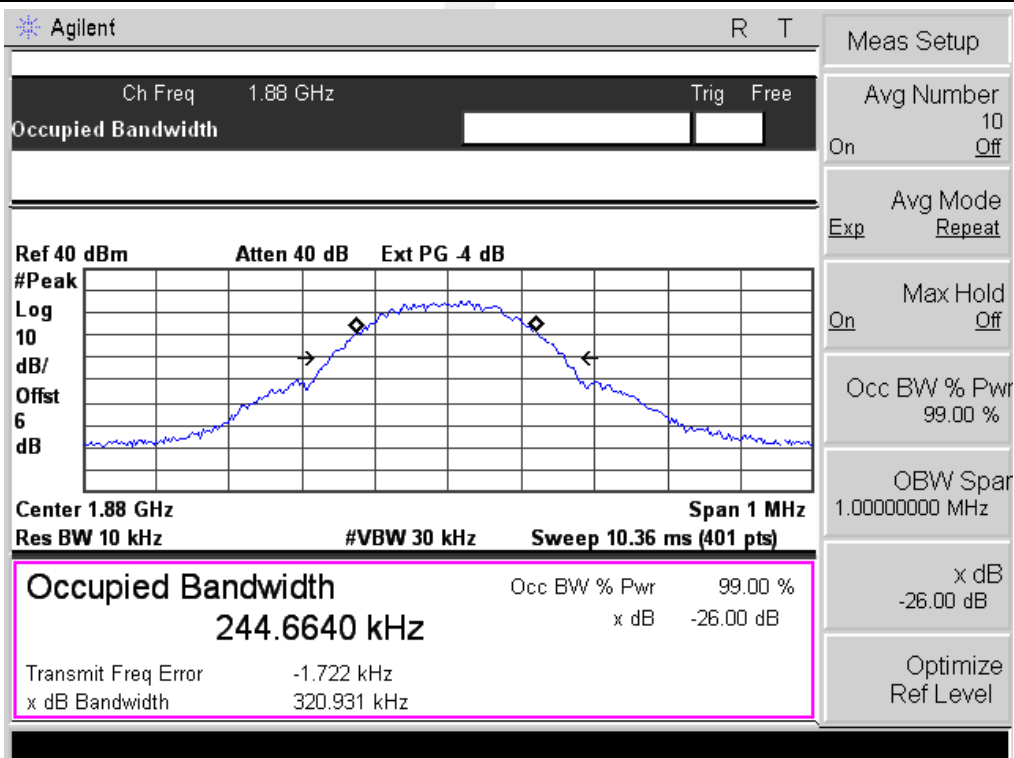 Agilent R T
Meas Setup
Ch Freq 1.88 GHz Trig Free
Occupied Bandwidth
Avg Number
10
On Off
Avg Mode
Exp Repeat
Max Hold
On Off
Occ BW % Pwr
99.00 %
OBW Span
1.00000000 MHz
x dB
-26.00 dB
Optimize
Ref Level
Ref 40 dBm Atten 40 dB Ext PG -4 dB
#Peak
Log
10
dB/
Offst
6
dB
Center 1.88 GHz Span 1 MHz
Res BW 10 kHz #VBW 30 kHz Sweep 10.36 ms (401 pts)
Occupied Bandwidth
244.6640 kHz
Occ BW % Pwr 99.00 %
x dB -26.00 dB
Transmit Freq Error -1.722 kHz
x dB Bandwidth 320.931 kHz